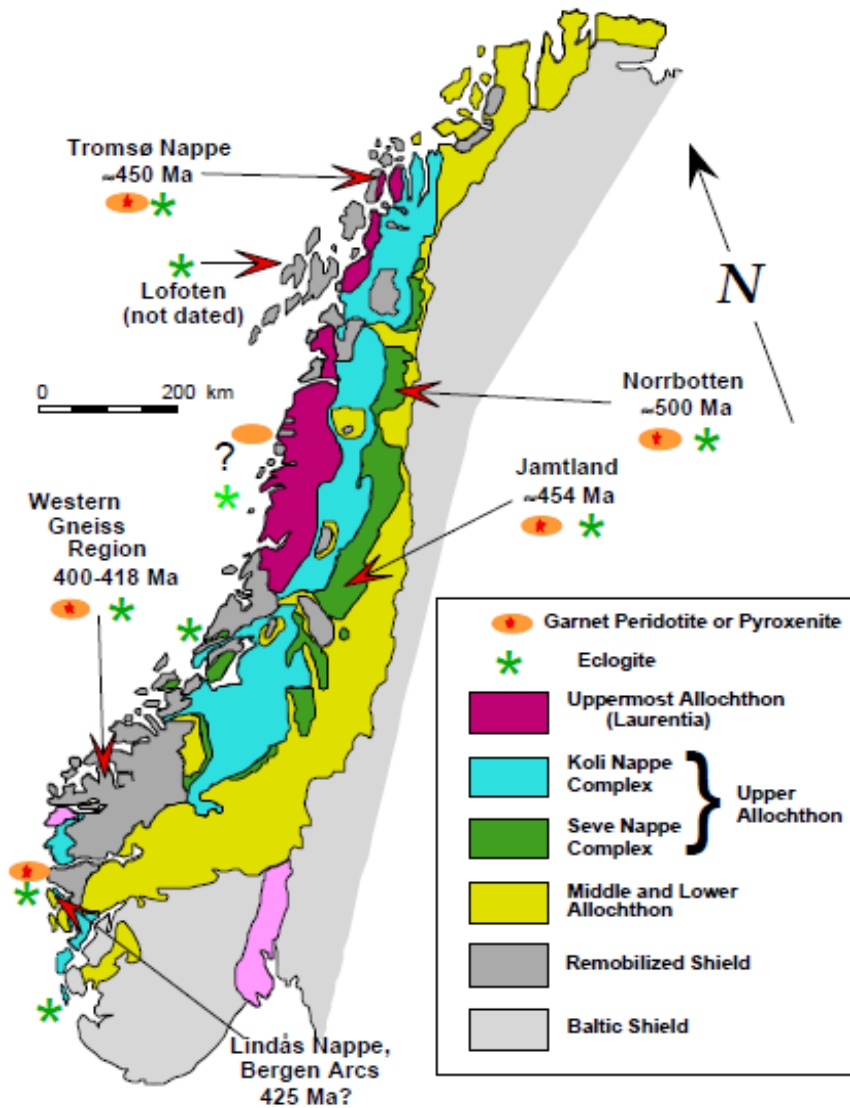 Tromsø Nappe
≈450 Ma
Lofoten
(not dated)
N
0 200 km
Norrbotten
≈500 Ma
?
Jamtland
≈454 Ma
Western
Gneiss
Region
400-418 Ma
Garnet Peridotite or Pyroxenite
Eclogite
Uppermost Allochthon
(Laurentia)
Koli Nappe
Complex
Seve Nappe
Complex
} Upper
Allochthon
Middle and Lower
Allochthon
Remobilized Shield
Baltic Shield
Lindås Nappe,
Bergen Arcs
425 Ma?